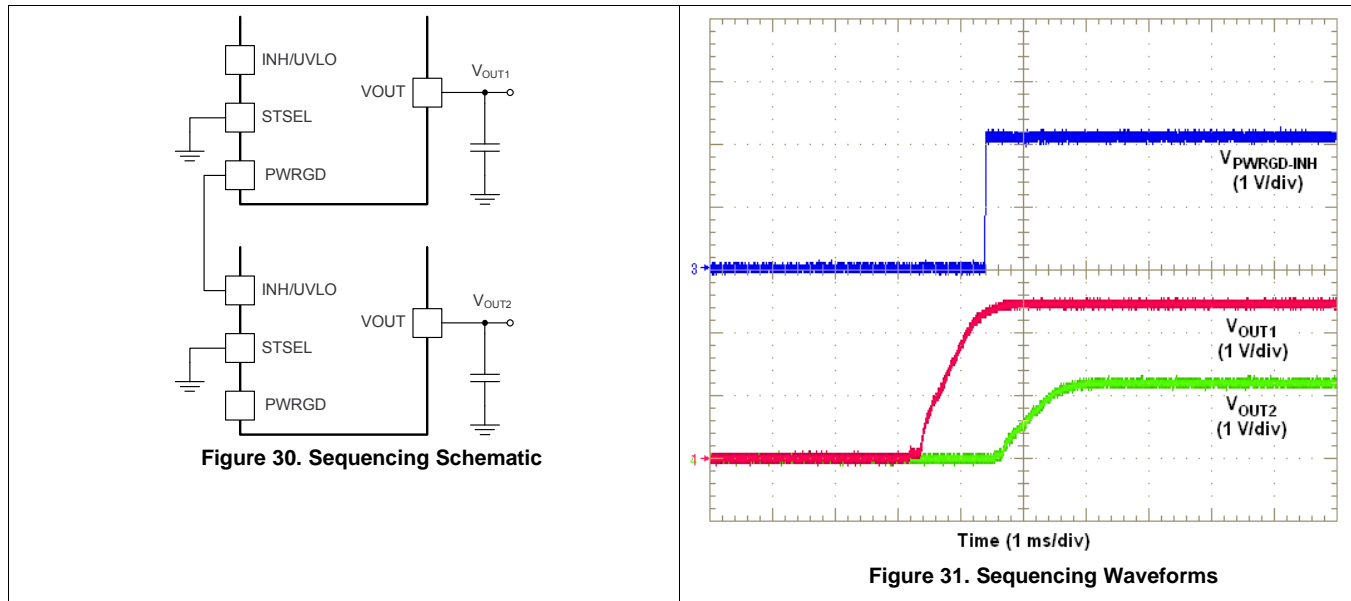 INH/UVLO
STSEL
PWRGD
VOUT
VOUT1
INH/UVLO
STSEL
PWRGD
VOUT
VOUT2
Figure 30. Sequencing Schematic
3
VPWRGD-INH
(1 V/div)
VOUT1
(1 V/div)
VOUT2
(1 V/div)
Time (1 ms/div)
Figure 31. Sequencing Waveforms